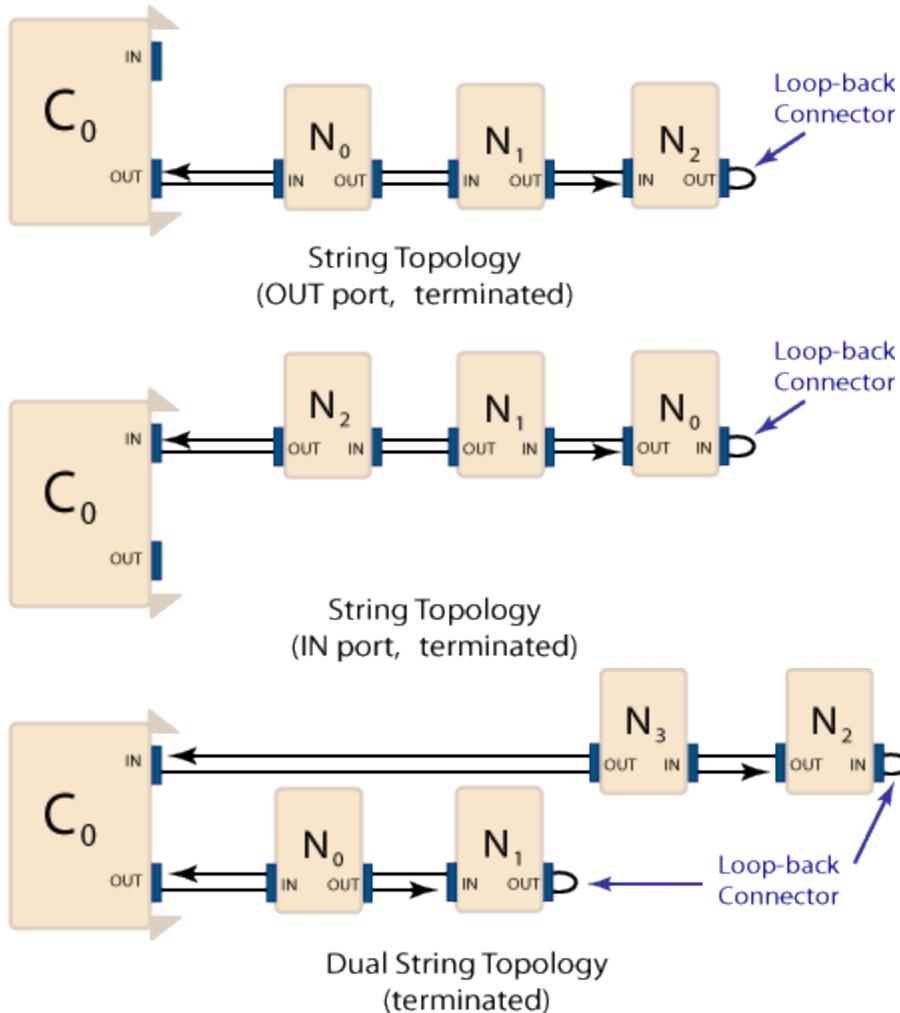 IN
C0
OUT
N0
IN OUT
N1
IN OUT
N2
IN OUT
Loop-back
Connector
String Topology
(OUT port, terminated)
IN
C0
OUT
N2
OUT IN
N1
OUT IN
N0
OUT IN
Loop-back
Connector
String Topology
(IN port, terminated)
IN
C0
OUT
N3
OUT IN
N2
OUT IN
N0
IN OUT
N1
IN OUT
Loop-back
Connector
Dual String Topology
(terminated)